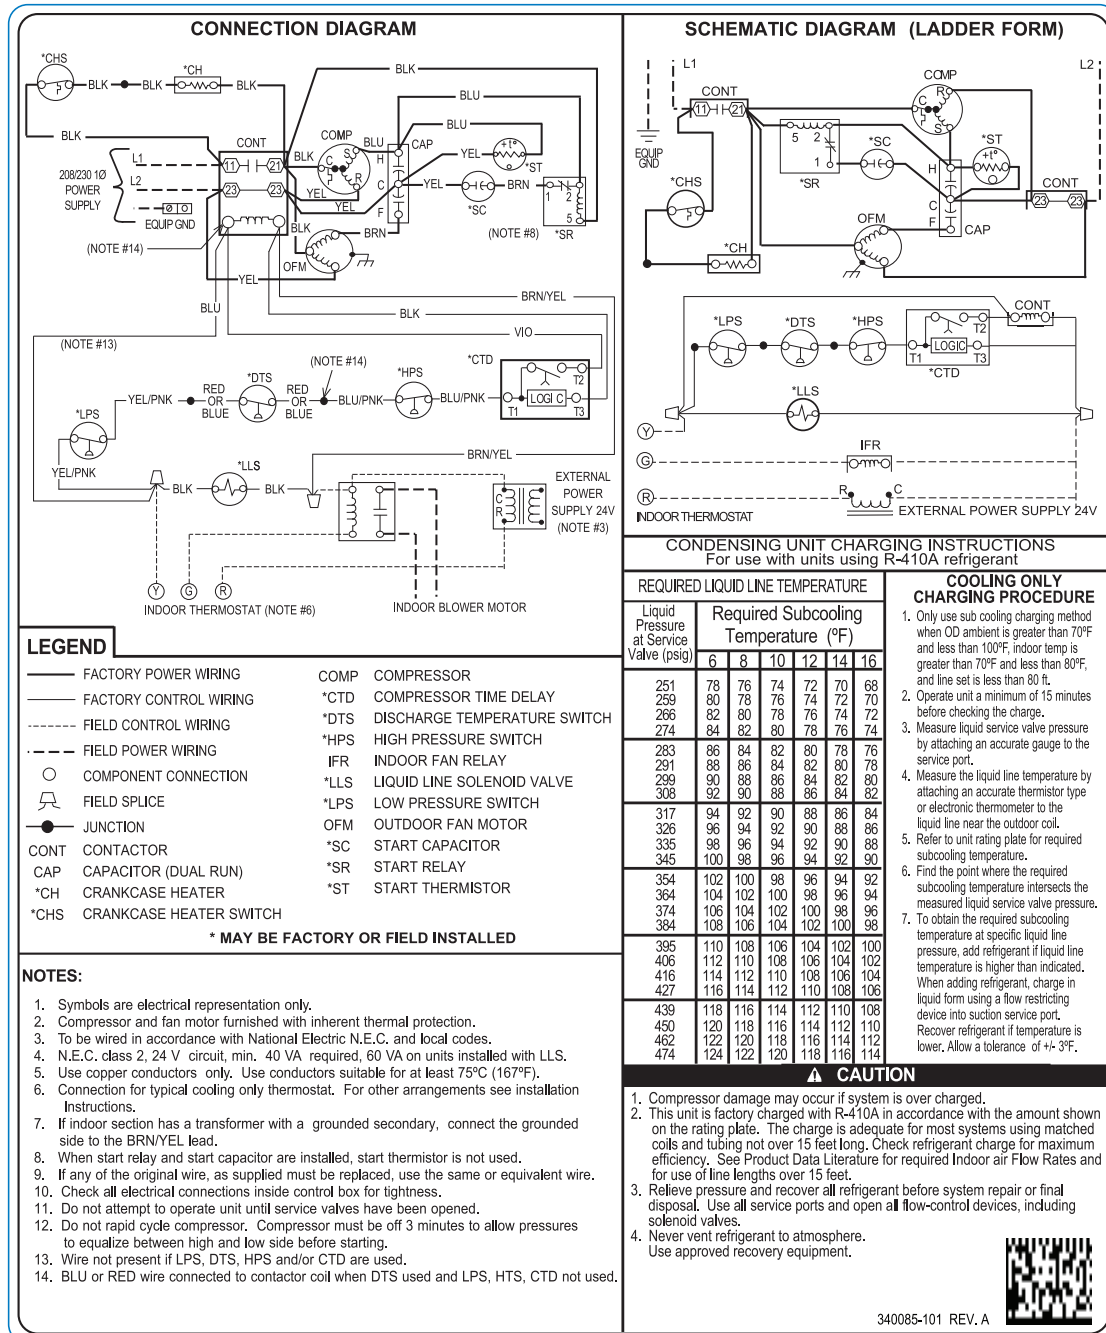 CONNECTION DIAGRAM
*CHS
BLK
BLK
*CH
BLK
BLU
BLU
BLK
CONT
COMP
BLU
CAP
BLK
YEL
*ST
+t°
L1
11
21
C
S
R
H
C
F
L2
23
23
208/230 1Ø
POWER
SUPPLY
YEL
YEL
YEL
BRN
*SC
1
2
5
*SR
EQUIP GND
(NOTE #14)
BLK
BRN
(NOTE #8)
OFM
YEL
BLU
BRN/YEL
BLK
VIO
(NOTE #13)
(NOTE #14)
*CTD
*LPS
YEL/PNK
RED
OR
BLUE
*DTS
RED
OR
BLUE
BLU/PNK
*HPS
BLU/PNK
T1
LOGIC
T2
T3
YEL/PNK
BRN/YEL
*LLS
BLK
BLK
C
R
EXTERNAL
POWER
SUPPLY 24V
(NOTE #3)
Y
G
R
INDOOR THERMOSTAT (NOTE #6)
INDOOR BLOWER MOTOR
SCHEMATIC DIAGRAM (LADDER FORM)
L1
L2
CONT
COMP
11
21
R
C
S
EQUIP
GND
5
2
1
*SC
*ST
+t°
H
*SR
*CHS
CONT
C
23
23
OFM
F
CAP
*CH
*LPS
*DTS
*HPS
CONT
T2
T1
LOGIC
T3
*CTD
*LLS
Y
IFR
G
R
C
R
INDOOR THERMOSTAT
EXTERNAL POWER SUPPLY 24V
LEGEND
FACTORY POWER WIRING
FACTORY CONTROL WIRING
FIELD CONTROL WIRING
FIELD POWER WIRING
COMPONENT CONNECTION
FIELD SPLICE
JUNCTION
CONT CONTACTOR
CAP CAPACITOR (DUAL RUN)
*CH CRANKCASE HEATER
*CHS CRANKCASE HEATER SWITCH
COMP COMPRESSOR
*CTD COMPRESSOR TIME DELAY
*DTS DISCHARGE TEMPERATURE SWITCH
*HPS HIGH PRESSURE SWITCH
IFR INDOOR FAN RELAY
*LLS LIQUID LINE SOLENOID VALVE
*LPS LOW PRESSURE SWITCH
OFM OUTDOOR FAN MOTOR
*SC START CAPACITOR
*SR START RELAY
*ST START THERMISTOR
* MAY BE FACTORY OR FIELD INSTALLED
NOTES:
1. Symbols are electrical representation only.
2. Compressor and fan motor furnished with inherent thermal protection.
3. To be wired in accordance with National Electric N.E.C. and local codes.
4. N.E.C. class 2, 24 V circuit, min. 40 VA required, 60 VA on units installed with LLS.
5. Use copper conductors only. Use conductors suitable for at least 75ºC (167ºF).
6. Connection for typical cooling only thermostat. For other arrangements see installation
Instructions.
7. If indoor section has a transformer with a grounded secondary, connect the grounded
side to the BRN/YEL lead.
8. When start relay and start capacitor are installed, start thermistor is not used.
9. If any of the original wire, as supplied must be replaced, use the same or equivalent wire.
10. Check all electrical connections inside control box for tightness.
11. Do not attempt to operate unit until service valves have been opened.
12. Do not rapid cycle compressor. Compressor must be off 3 minutes to allow pressures
to equalize between high and low side before starting.
13. Wire not present if LPS, DTS, HPS and/or CTD are used.
14. BLU or RED wire connected to contactor coil when DTS used and LPS, HTS, CTD not used.
CONDENSING UNIT CHARGING INSTRUCTIONS
For use with units using R-410A refrigerant
REQUIRED LIQUID LINE TEMPERATURE
Liquid
Pressure
at Service
Valve (psig)
Required Subcooling
Temperature (ºF)
6 8 10 12 14 16
251 78 76 74 72 70 68
259 80 78 76 74 72 70
266 82 80 78 76 74 72
274 84 82 80 78 76 74
283 86 84 82 80 78 76
291 88 86 84 82 80 78
299 90 88 86 84 82 80
308 92 90 88 86 84 82
317 94 92 90 88 86 84
326 96 94 92 90 88 86
335 98 96 94 92 90 88
345 100 98 96 94 92 90
354 102 100 98 96 94 92
364 104 102 100 98 96 94
374 106 104 102 100 98 96
384 108 106 104 102 100 98
395 110 108 106 104 102 100
406 112 110 108 106 104 102
416 114 112 110 108 106 104
427 116 114 112 110 108 106
439 118 116 114 112 110 108
450 120 118 116 114 112 110
462 122 120 118 116 114 112
474 124 122 120 118 116 114
COOLING ONLY
CHARGING PROCEDURE
1. Only use sub cooling charging method
when OD ambient is greater than 70ºF
and less than 100ºF, indoor temp is
greater than 70ºF and less than 80ºF,
and line set is less than 80 ft.
2. Operate unit a minimum of 15 minutes
before checking the charge.
3. Measure liquid service valve pressure
by attaching an accurate gauge to the
service port.
4. Measure the liquid line temperature by
attaching an accurate thermistor type
or electronic thermometer to the
liquid line near the outdoor coil.
5. Refer to unit rating plate for required
subcooling temperature.
6. Find the point where the required
subcooling temperature intersects the
measured liquid service valve pressure.
7. To obtain the required subcooling
temperature at specific liquid line
pressure, add refrigerant if liquid line
temperature is higher than indicated.
When adding refrigerant, charge in
liquid form using a flow restricting
device into suction service port.
Recover refrigerant if temperature is
lower. Allow a tolerance of +/- 3ºF.
CAUTION
1. Compressor damage may occur if system is over charged.
2. This unit is factory charged with R-410A in accordance with the amount shown
on the rating plate. The charge is adequate for most systems using matched
coils and tubing not over 15 feet long. Check refrigerant charge for maximum
efficiency. See Product Data Literature for required Indoor air Flow Rates and
for use of line lengths over 15 feet.
3. Relieve pressure and recover all refrigerant before system repair or final
disposal. Use all service ports and open all flow-control devices, including
solenoid valves.
4. Never vent refrigerant to atmosphere.
Use approved recovery equipment.
340085-101 REV. A